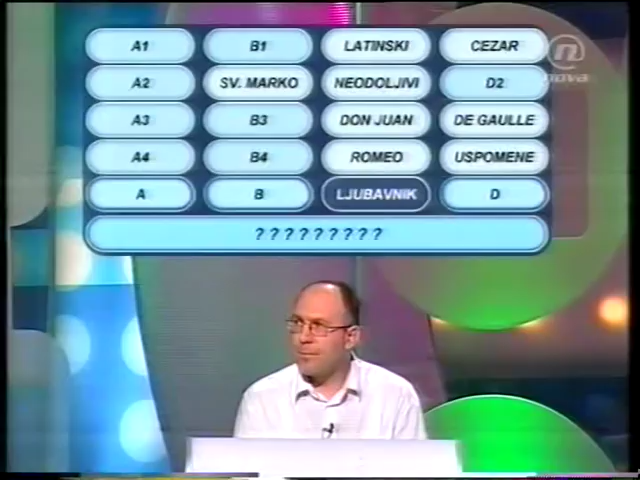 A1 B1 LATINSKI CEZAR
A2 SV. MARKO NEODOLJIVI D2
A3 B3 DON JUAN DE GAULLE
A4 B4 ROMEO USPOMENE
A B LJUBAVNIK D
?????????
nova